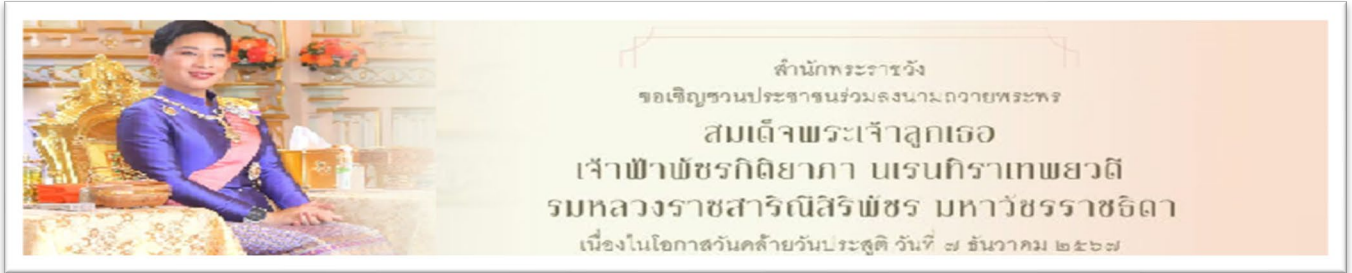 สำนักพระราชวัง
ขอเชิญชวนประชาชนร่วมลงนามถวายพระพร
สมเด็จพระเจ้าลูกเธอ
เจ้าฟ้าพัชรกิติยาภา นเรนทิราเทพยวดี
รมหลวงราชสาริณีสิริพัชร มหาวัชรราชธิดา
เนื่องในโอกาสวันคล้ายวันประสูติ วันที่ ๗ ธันวาคม ๒๕๖๗